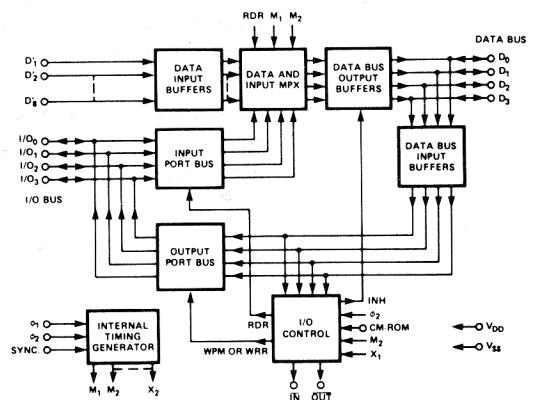 RDR M₁ M₂
DATA BUS
D'₁
D'₂
D'₈
DATA
INPUT
BUFFERS
DATA AND
INPUT MPX
DATA BUS
OUTPUT
BUFFERS
D₀
D₁
D₂
D₃
I/O₀
I/O₁
I/O₂
I/O₃
I/O BUS
INPUT
PORT BUS
DATA BUS
INPUT
BUFFERS
OUTPUT
PORT BUS
ϕ₁
ϕ₂
SYNC.
INTERNAL
TIMING
GENERATOR
M₁ M₂ X₂
RDR
WPM OR WRR
I/O
CONTROL
INH
ϕ₂
CM-ROM
M₂
X₁
IN OUT
V_DD
V_SS